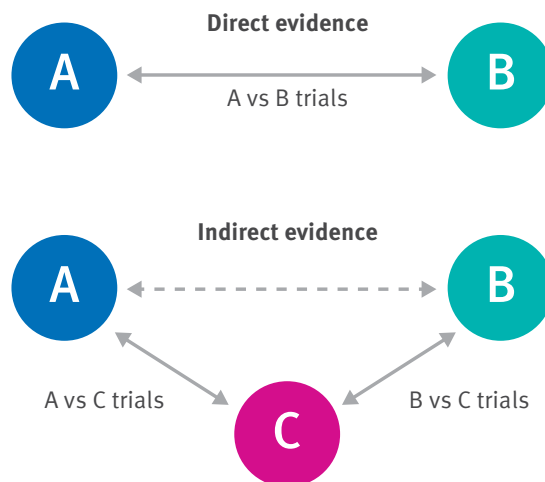 Direct evidence
A
B
A vs B trials
Indirect evidence
A
B
A vs C trials
B vs C trials
C